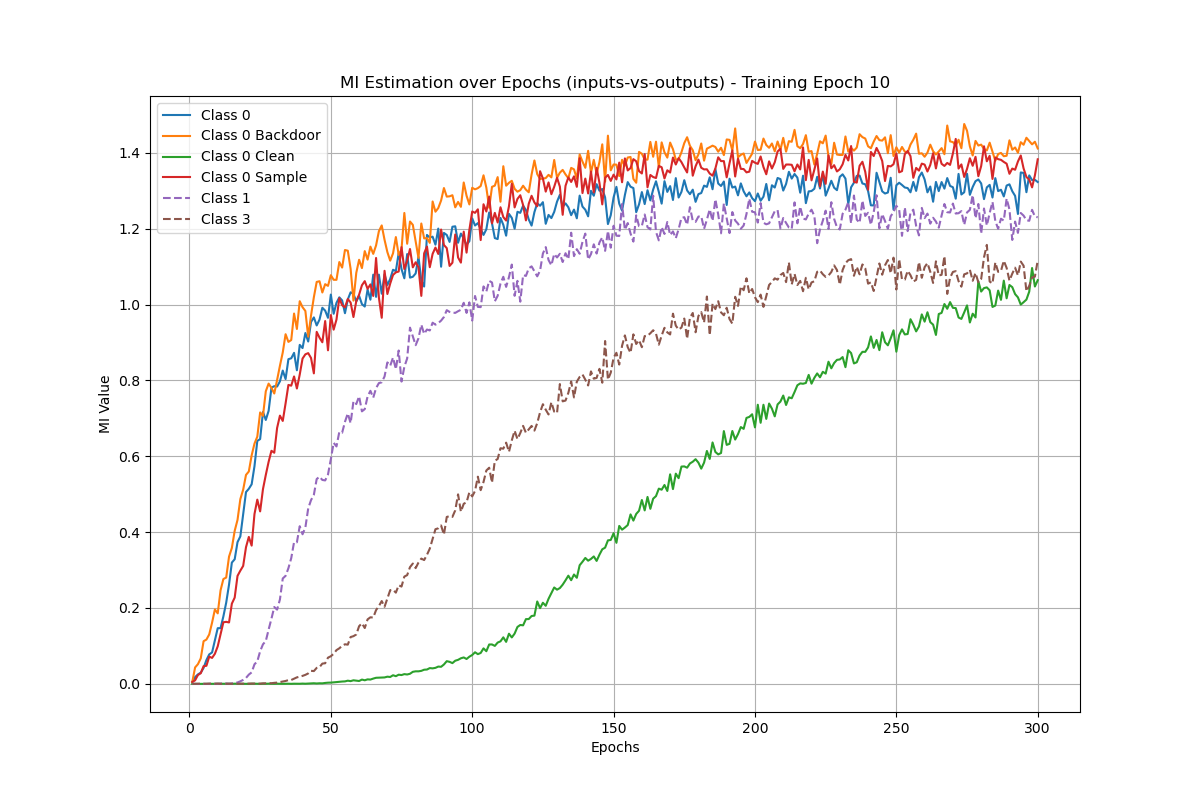 MI Estimation over Epochs (inputs-vs-outputs) - Training Epoch 10
Class 0
Class 0 Backdoor
Class 0 Clean
Class 0 Sample
Class 1
Class 3
MI Value
1.4
1.2
1.0
0.8
0.6
0.4
0.2
0.0
0
50
100
150
200
250
300
Epochs